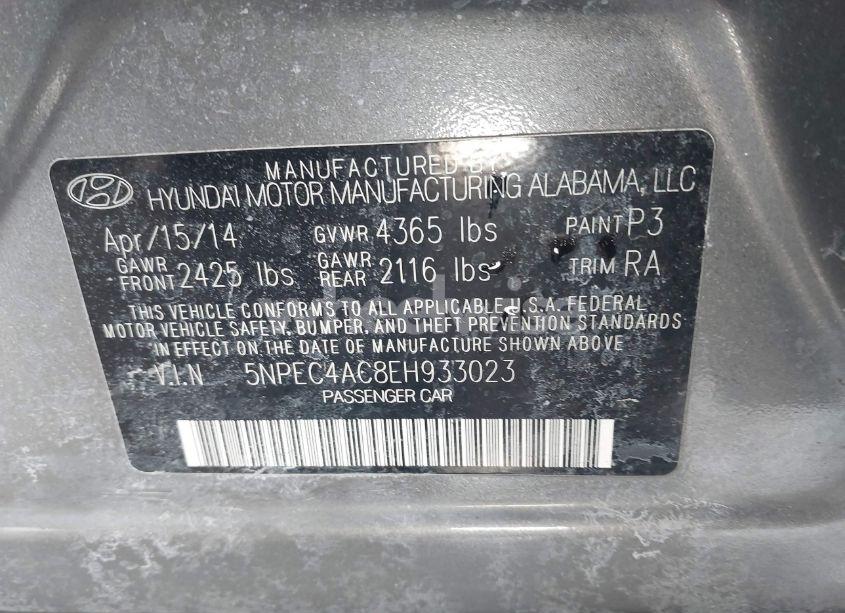 MANUFACTURED BY
HYUNDAI MOTOR MANUFACTURING ALABAMA, LLC
Apr/15/14 GVWR 4365 lbs PAINT P3
GAWR FRONT 2425 lbs GAWR REAR 2116 lbs TRIM RA
THIS VEHICLE CONFORMS TO ALL APPLICABLE U.S.A. FEDERAL
MOTOR VEHICLE SAFETY, BUMPER, AND THEFT PREVENTION STANDARDS
IN EFFECT ON THE DATE OF MANUFACTURE SHOWN ABOVE
V.I.N 5NPEC4AC8EH933023
PASSENGER CAR